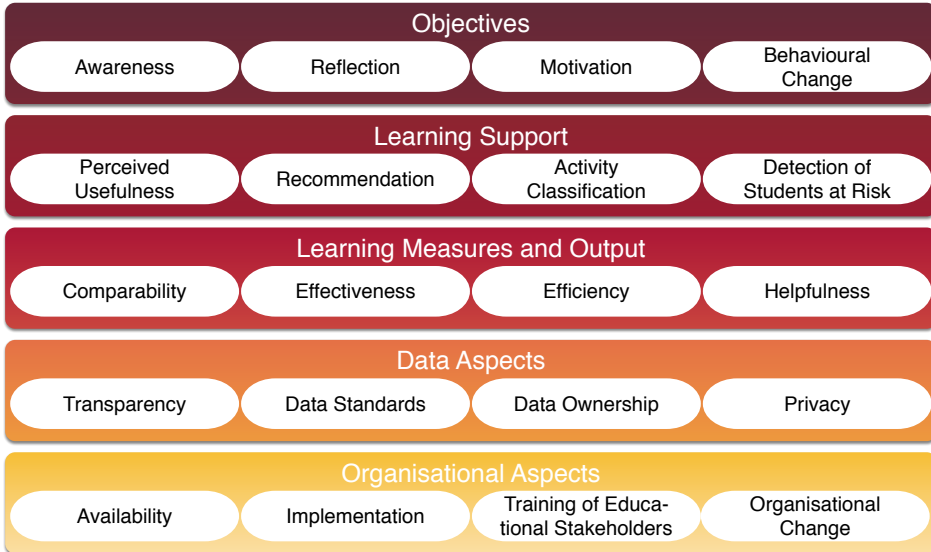 Objectives
Awareness
Reflection
Motivation
Behavioural
Change
Learning Support
Perceived
Usefulness
Recommendation
Activity
Classification
Detection of
Students at Risk
Learning Measures and Output
Comparability
Effectiveness
Efficiency
Helpfulness
Data Aspects
Transparency
Data Standards
Data Ownership
Privacy
Organisational Aspects
Availability
Implementation
Training of Educa-
tional Stakeholders
Organisational
Change